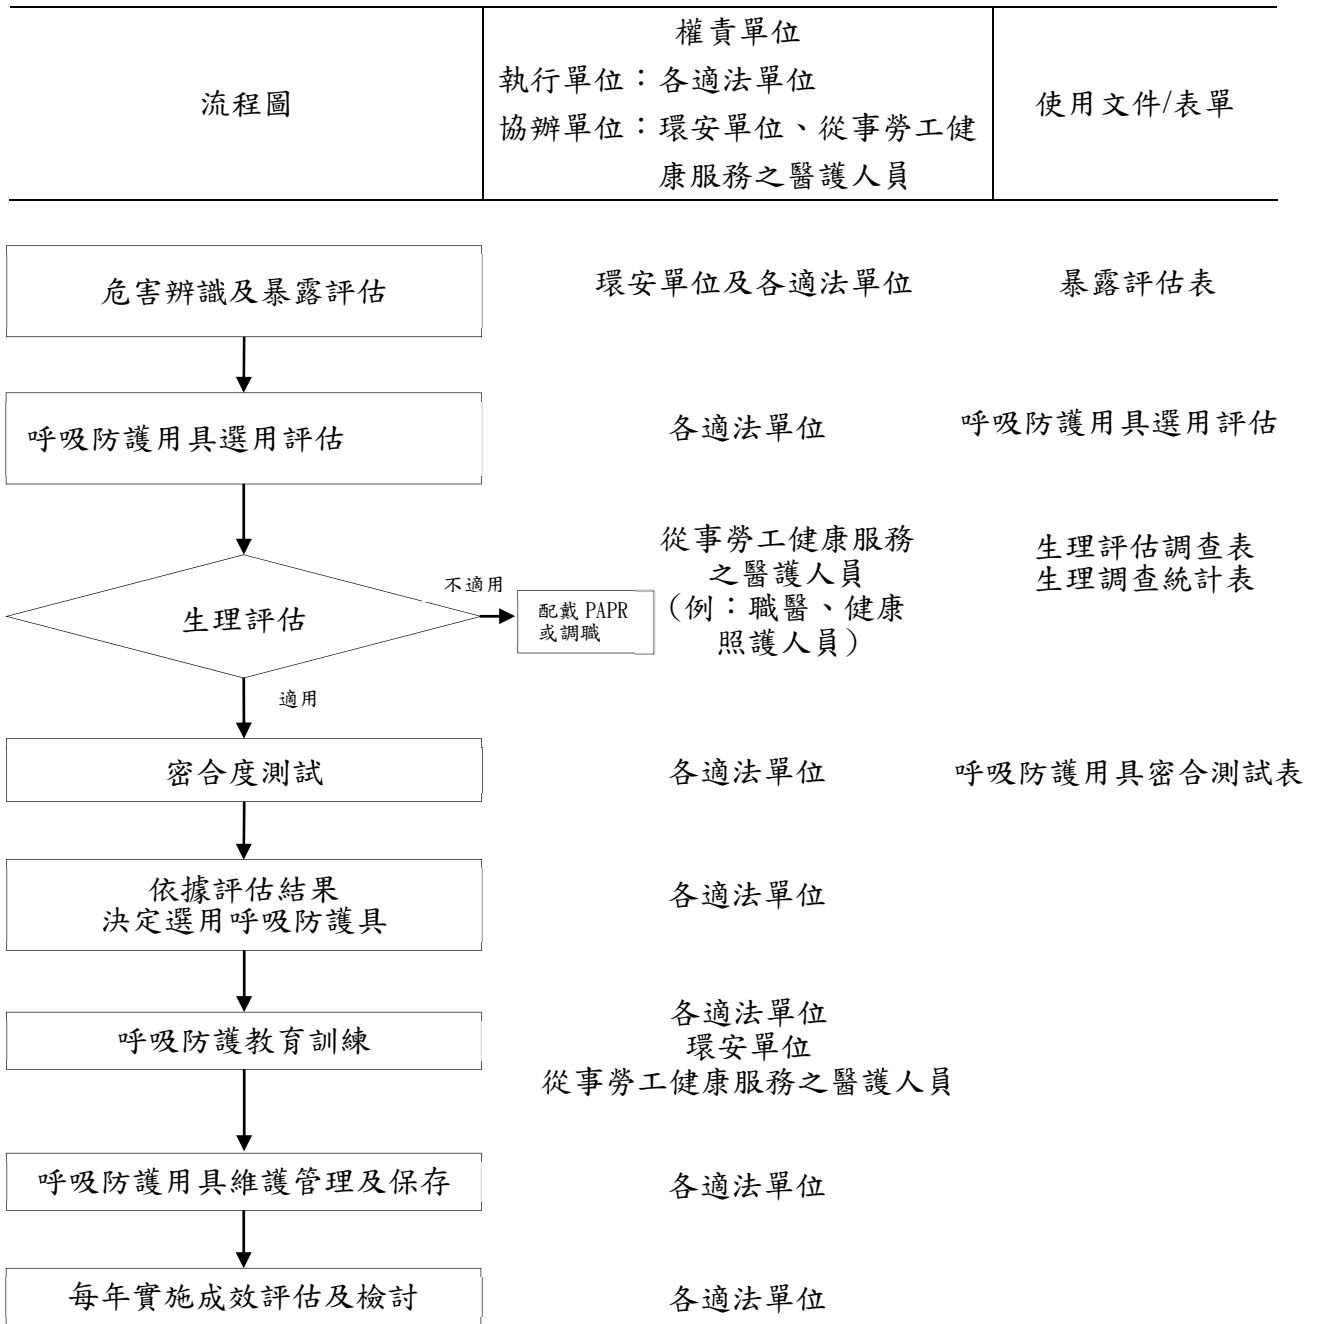 流程圖
權責單位
執行單位：各適法單位
協辦單位：環安單位、從事勞工健
康服務之醫護人員
使用文件/表單
危害辨識及暴露評估
環安單位及各適法單位
暴露評估表
呼吸防護用具選用評估
各適法單位
呼吸防護用具選用評估
生理評估
不適用
配戴 PAPR
或調職
從事勞工健康服務
之醫護人員
（例：職醫、健康
照護人員）
生理評估調查表
生理調查統計表
適用
密合度測試
各適法單位
呼吸防護用具密合測試表
依據評估結果
決定選用呼吸防護具
各適法單位
呼吸防護教育訓練
各適法單位
環安單位
從事勞工健康服務之醫護人員
呼吸防護用具維護管理及保存
各適法單位
每年實施成效評估及檢討
各適法單位